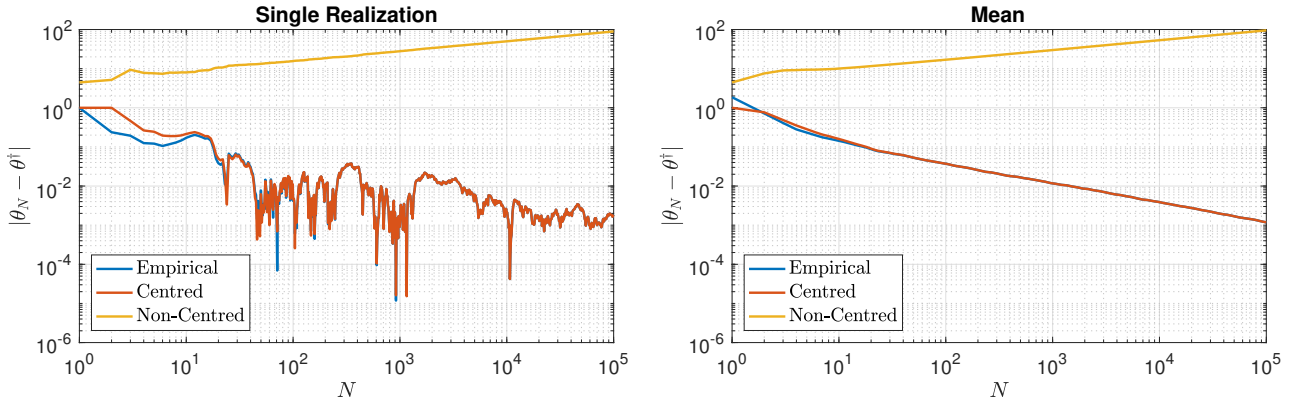 Single Realization
10^2
10^0
10^-2
10^-4
10^-6
|θ_N − θ^†|
Empirical
Centred
Non-Centred
10^0
10^1
10^2
10^3
10^4
10^5
N
Mean
10^2
10^0
10^-2
10^-4
10^-6
|θ_N − θ^†|
Empirical
Centred
Non-Centred
10^0
10^1
10^2
10^3
10^4
10^5
N